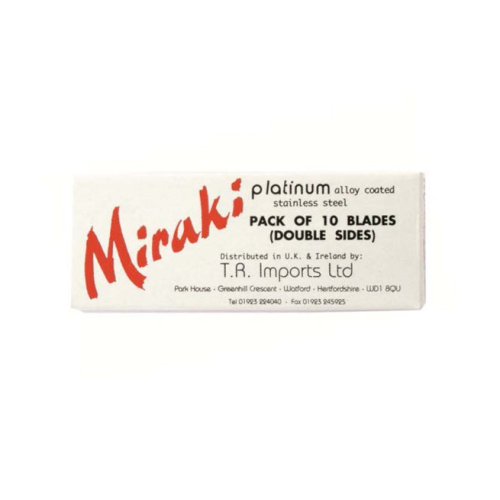 Miraki
platinum alloy coated
stainless steel
PACK OF 10 BLADES
(DOUBLE SIDES)
Distributed in U.K. & Ireland by:
T.R. Imports Ltd
Park House - Greenhill Crescent - Watford - Hertfordshire - WD1 8QU
Tel 01923 224040 - Fax 01923 245925